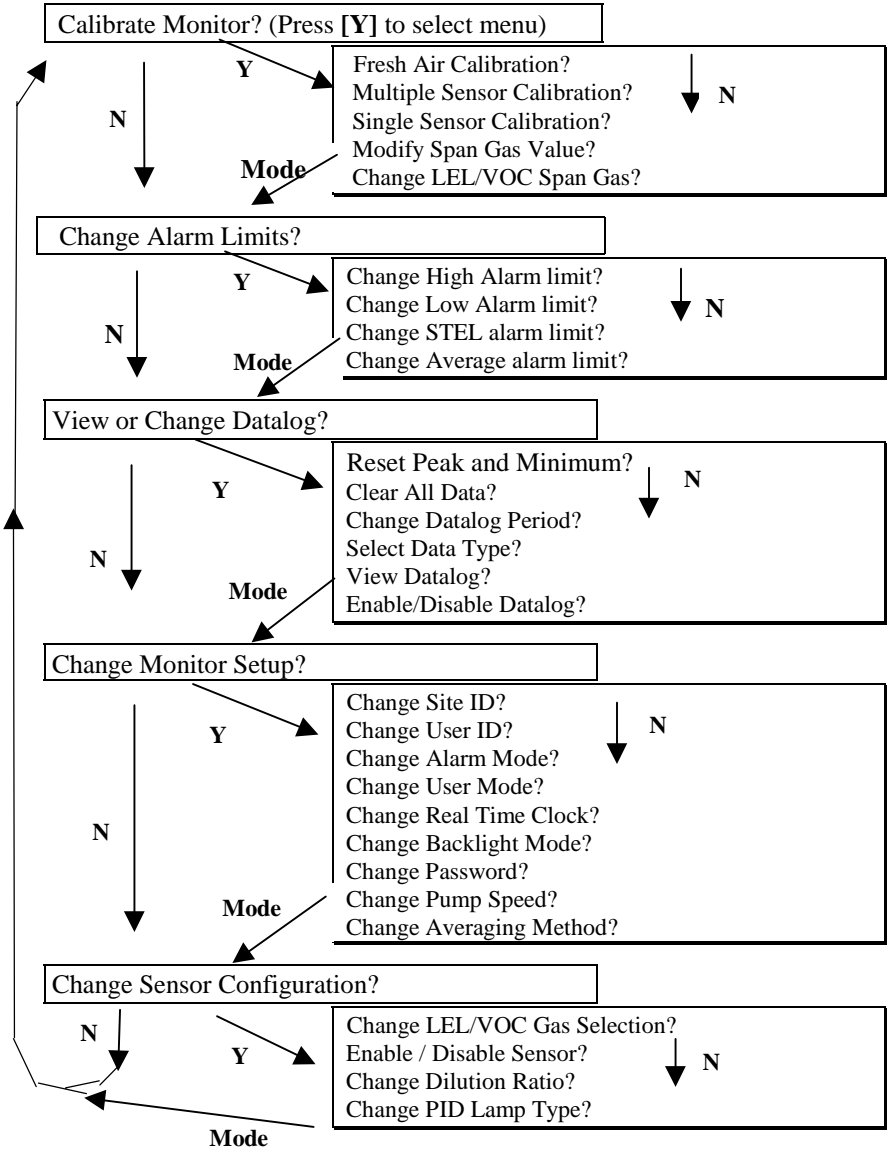 Calibrate Monitor? (Press [Y] to select menu)
Y
N
Fresh Air Calibration?
Multiple Sensor Calibration?
Single Sensor Calibration?
Modify Span Gas Value?
Change LEL/VOC Span Gas?
N
Mode
Change Alarm Limits?
Y
N
Change High Alarm limit?
Change Low Alarm limit?
Change STEL alarm limit?
Change Average alarm limit?
N
Mode
View or Change Datalog?
Y
N
Reset Peak and Minimum?
Clear All Data?
Change Datalog Period?
Select Data Type?
View Datalog?
Enable/Disable Datalog?
N
Mode
Change Monitor Setup?
Y
N
Change Site ID?
Change User ID?
Change Alarm Mode?
Change User Mode?
Change Real Time Clock?
Change Backlight Mode?
Change Password?
Change Pump Speed?
Change Averaging Method?
N
Mode
Change Sensor Configuration?
N
Y
Change LEL/VOC Gas Selection?
Enable / Disable Sensor?
Change Dilution Ratio?
Change PID Lamp Type?
N
Mode